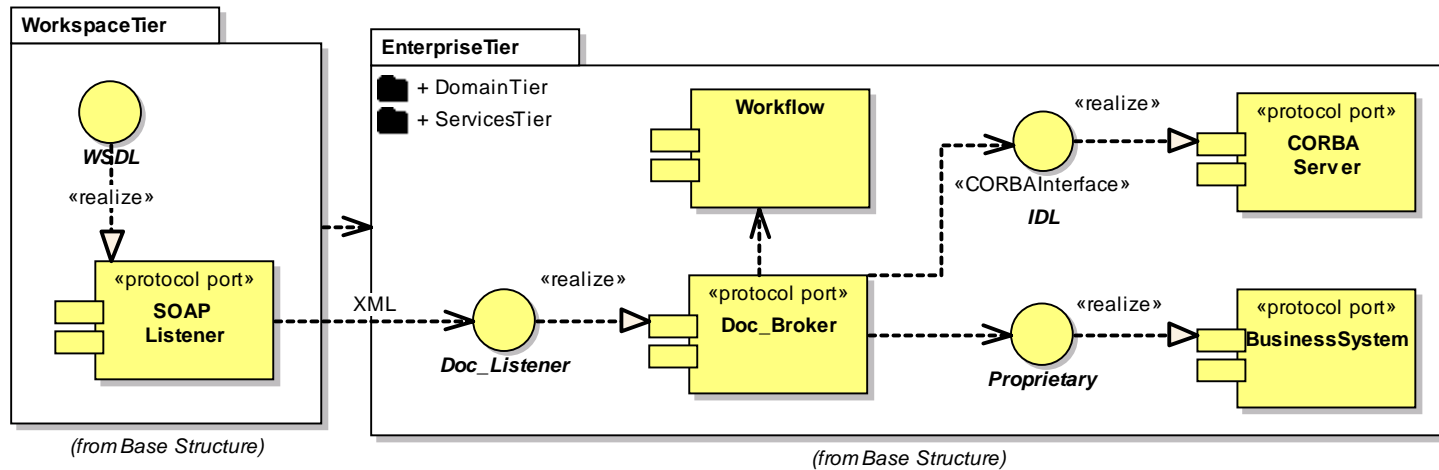 WorkspaceTier
WSDL
«realize»
«protocol port»
SOAP
Listener
(from Base Structure)
XML
EnterpriseTier
+ DomainTier
+ ServicesTier
Doc_Listener
«realize»
Workflow
«protocol port»
Doc_Broker
«CORBAInterface»
IDL
«realize»
«protocol port»
CORBA
Server
Proprietary
«realize»
«protocol port»
BusinessSystem
(from Base Structure)